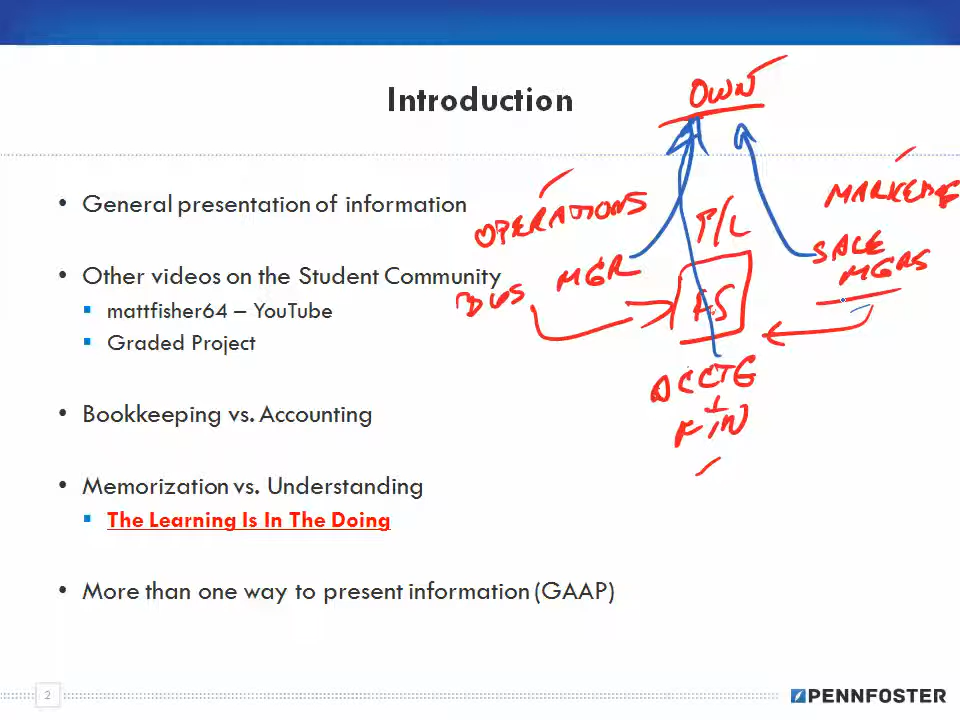 Introduction
OWN
• General presentation of information
OPERATIONS
MGR
P/L
MARKETING
SALE
MGRS
• Other videos on the Student Community
▪ mattfisher64 – YouTube
▪ Graded Project
FS
ACCTG
+
FIN
• Bookkeeping vs. Accounting
• Memorization vs. Understanding
▪ The Learning Is In The Doing
• More than one way to present information (GAAP)
2
PENNFOSTER